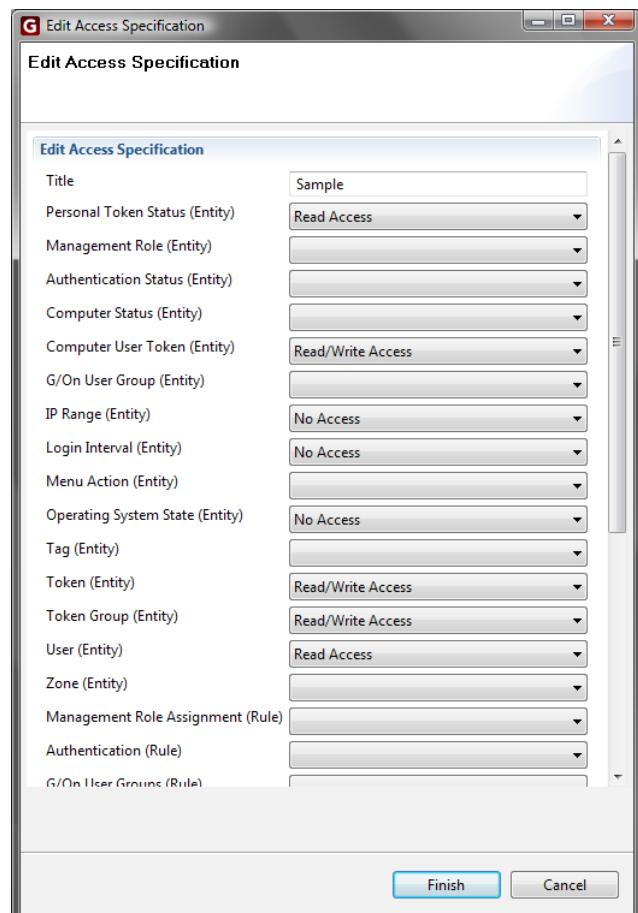 G Edit Access Specification
Edit Access Specification
Edit Access Specification
Title Sample
Personal Token Status (Entity) Read Access
Management Role (Entity)
Authentication Status (Entity)
Computer Status (Entity)
Computer User Token (Entity) Read/Write Access
G/On User Group (Entity)
IP Range (Entity) No Access
Login Interval (Entity) No Access
Menu Action (Entity)
Operating System State (Entity) No Access
Tag (Entity)
Token (Entity) Read/Write Access
Token Group (Entity) Read/Write Access
User (Entity) Read Access
Zone (Entity)
Management Role Assignment (Rule)
Authentication (Rule)
G/On User Groups (Rule)
Finish Cancel